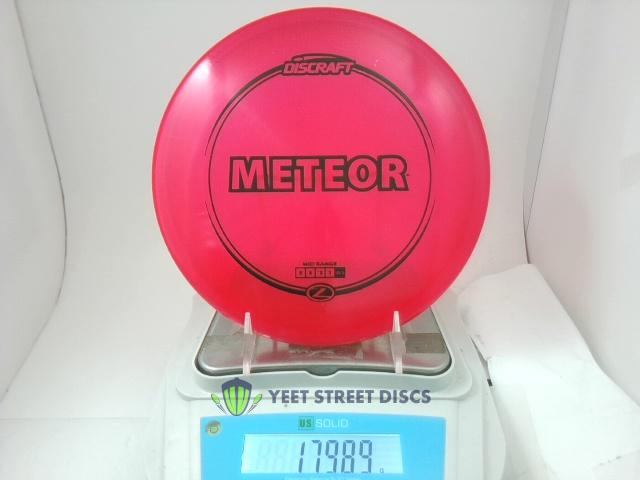 DISCRAFT
METEOR
MID RANGE
Z
YEET STREET DISCS
US SOLID
179.89 g